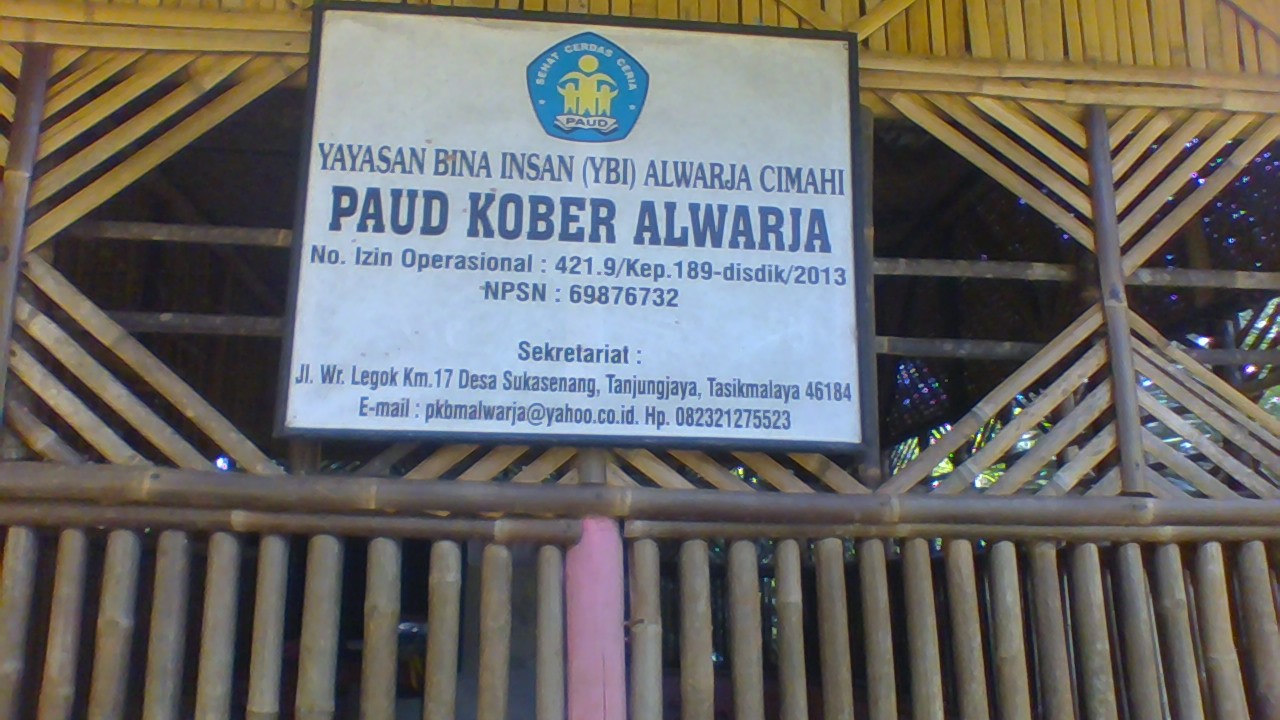 SEHAT CERDAS CERIA
PAUD
YAYASAN BINA INSAN (YBI) ALWARJA CIMAHI
PAUD KOBER ALWARJA
No. Izin Operasional : 421.9/Kep.189-disdik/2013
NPSN : 69876732
Sekretariat :
Jl. Wr. Legok Km.17 Desa Sukasenang, Tanjungjaya, Tasikmalaya 46184
E-mail : pkbmalwarja@yahoo.co.id. Hp. 082321275523